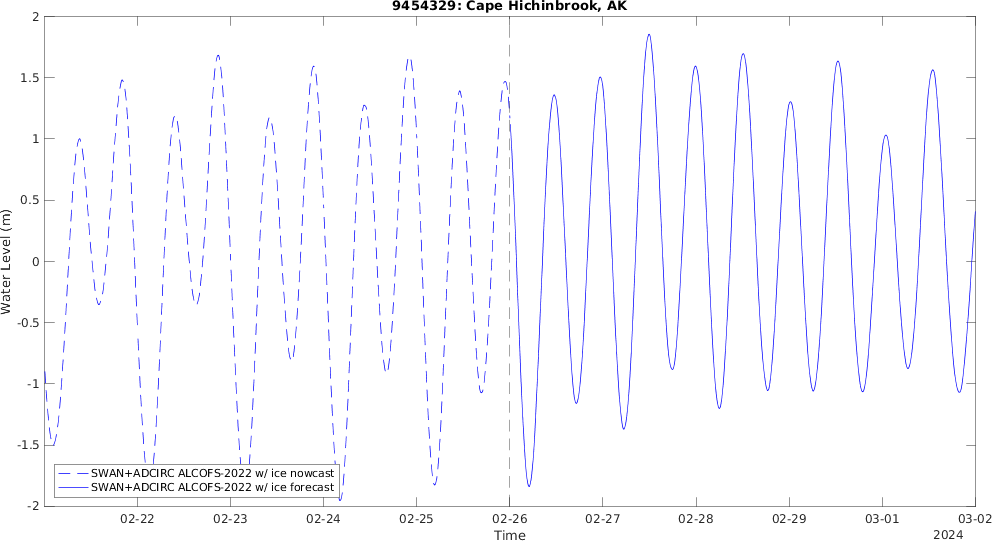 9454329: Cape Hichinbrook, AK
2
1.5
1
0.5
0
-0.5
-1
-1.5
-2
Water Level (m)
SWAN+ADCIRC ALCOFS-2022 w/ ice nowcast
SWAN+ADCIRC ALCOFS-2022 w/ ice forecast
02-22 02-23 02-24 02-25 02-26 02-27 02-28 02-29 03-01 03-02
Time
2024